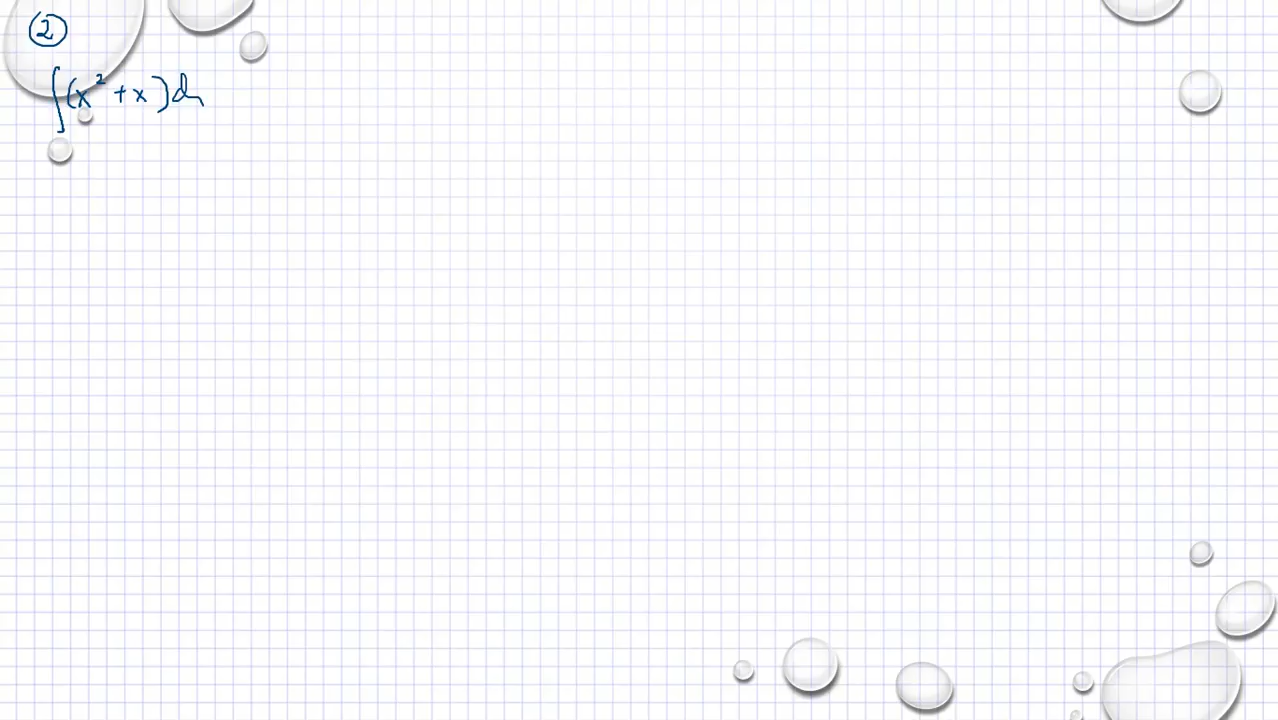 ②
∫(x² + x)dx